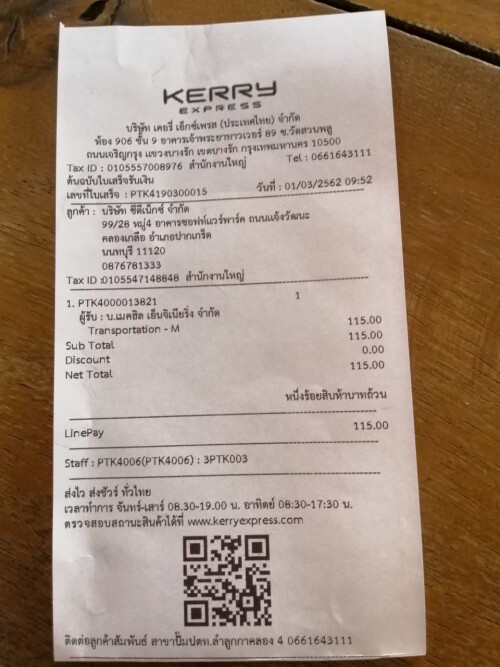 KERRY
EXPRESS
บริษัท เคอรี่ เอ็กซ์เพรส (ประเทศไทย) จำกัด
ห้อง 906 ชั้น 9 อาคารเจ้าพระยาทาวเวอร์ 89 ซ.วัดสวนพลู
ถนนเจริญกรุง แขวงบางรัก เขตบางรัก กรุงเทพมหานคร 10500
Tax ID : 0105557008976 สำนักงานใหญ่ Tel : 0661643111
ต้นฉบับใบเสร็จรับเงิน
เลขที่ใบเสร็จ : PTK4190300015 วันที่ : 01/03/2562 09:52
ลูกค้า : บริษัท ซีดีเน็กซ์ จำกัด
99/28 หมู่4 อาคารซอฟท์แวร์พาร์ค ถนนแจ้งวัฒนะ
คลองเกลือ อำเภอปากเกร็ด
นนทบุรี 11120
0876781333
Tax ID :0105547148848 สำนักงานใหญ่
1. PTK4000013821 1
ผู้รับ : บ.เมคฮิล เอ็นจิเนียริ่ง จำกัด
Transportation - M 115.00
Sub Total 115.00
Discount 0.00
Net Total 115.00
หนึ่งร้อยสิบห้าบาทถ้วน
LinePay 115.00
Staff : PTK4006(PTK4006) : 3PTK003
ส่งไว ส่งชัวร์ ทั่วไทย
เวลาทำการ จันทร์-เสาร์ 08.30-19.00 น. อาทิตย์ 08:30-17:30 น.
ตรวจสอบสถานะสินค้าได้ที่ www.kerryexpress.com
ติดต่อลูกค้าสัมพันธ์ สาขาปั๊มปตท.ลำลูกกาคลอง 4 0661643111